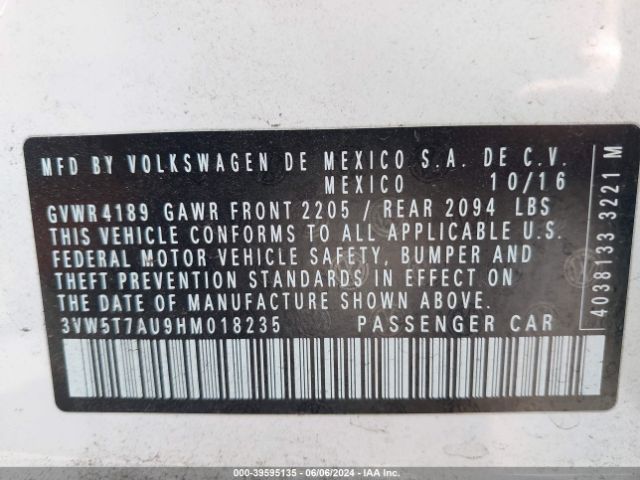 MFD BY VOLKSWAGEN DE MEXICO S.A. DE C.V.
MEXICO 10/16
GVWR4189 GAWR FRONT 2205 / REAR 2094 LBS
THIS VEHICLE CONFORMS TO ALL APPLICABLE U.S.
FEDERAL MOTOR VEHICLE SAFETY, BUMPER AND
THEFT PREVENTION STANDARDS IN EFFECT ON
THE DATE OF MANUFACTURE SHOWN ABOVE.
3VW5T7AU9HM018235 PASSENGER CAR
4038133 3221 M
000-39595135 - 06/06/2024 - IAA Inc.